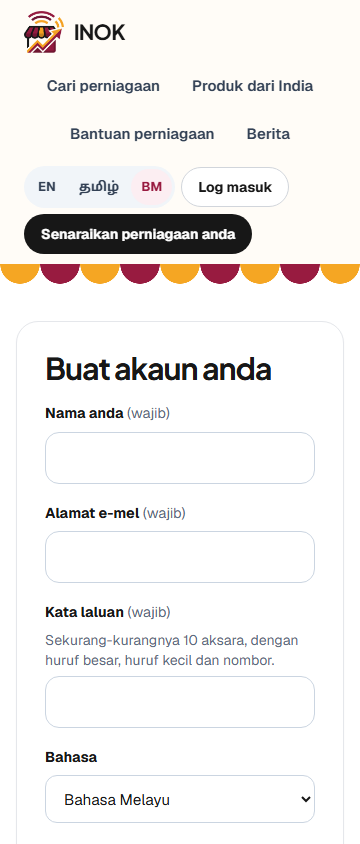 INOK
Cari perniagaan
Produk dari India
Bantuan perniagaan
Berita
EN
தமிழ்
BM
Log masuk
Senaraikan perniagaan anda
Buat akaun anda
Nama anda (wajib)
Alamat e-mel (wajib)
Kata laluan (wajib)
Sekurang-kurangnya 10 aksara, dengan
huruf besar, huruf kecil dan nombor.
Bahasa
Bahasa Melayu